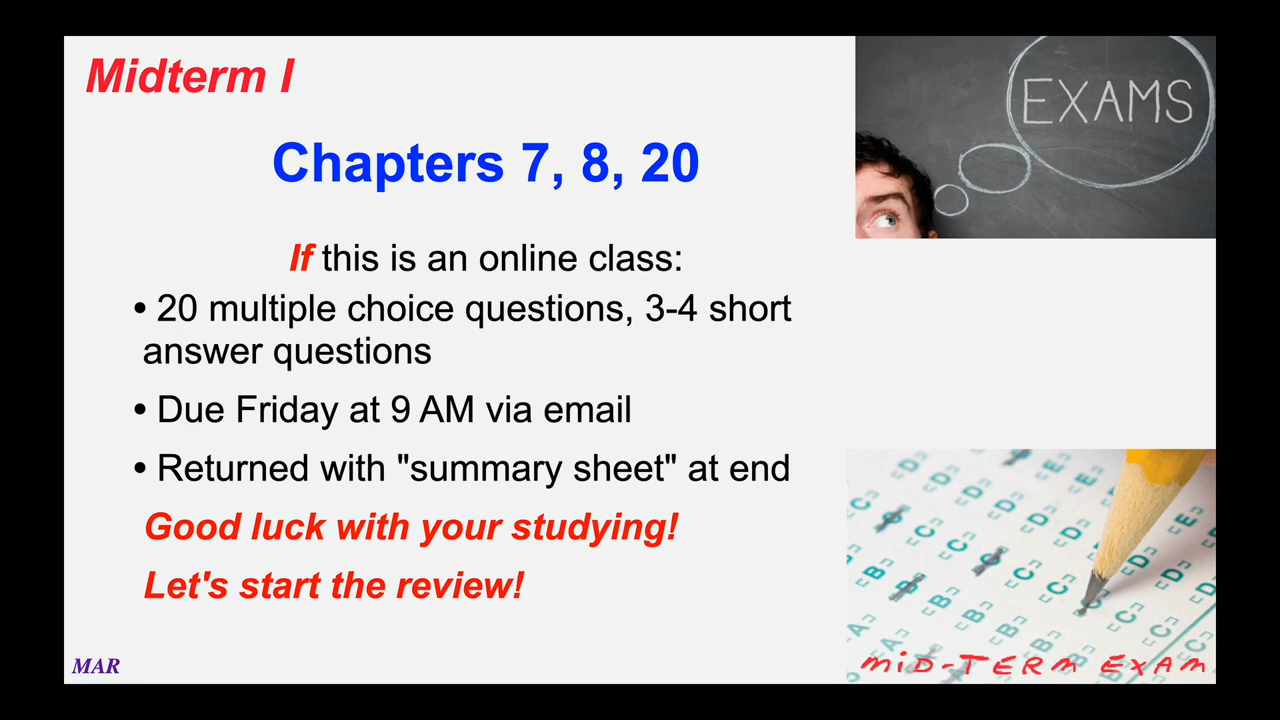 Midterm I
EXAMS
Chapters 7, 8, 20
If this is an online class:
• 20 multiple choice questions, 3-4 short
answer questions
• Due Friday at 9 AM via email
• Returned with "summary sheet" at end
Good luck with your studying!
Let's start the review!
MAR
MID-TERM EXAM